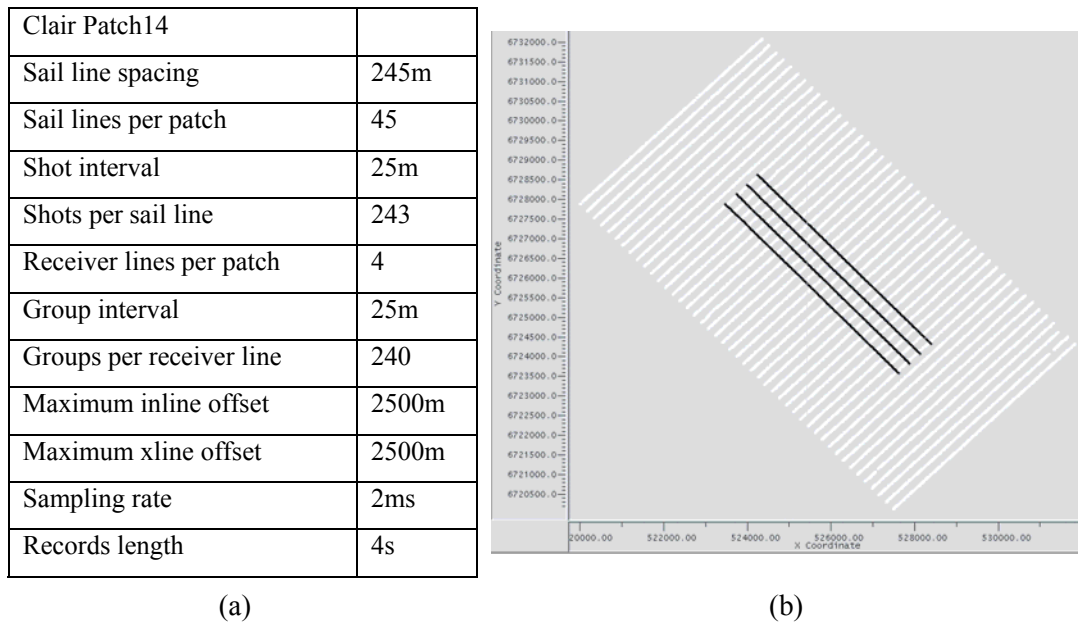 Clair Patch14
Sail line spacing 245m
Sail lines per patch 45
Shot interval 25m
Shots per sail line 243
Receiver lines per patch 4
Group interval 25m
Groups per receiver line 240
Maximum inline offset 2500m
Maximum xline offset 2500m
Sampling rate 2ms
Records length 4s
(a)
6732000.0
6731500.0
6731000.0
6730500.0
6730000.0
6729500.0
6729000.0
6728500.0
6728000.0
6727500.0
6727000.0
6726500.0
6726000.0
6725500.0
6725000.0
6724500.0
6724000.0
6723500.0
6723000.0
6722500.0
6722000.0
6721500.0
6721000.0
6720500.0
Y Coordinate
20000.00 522000.00 524000.00 526000.00 528000.00 530000.00
X Coordinate
(b)